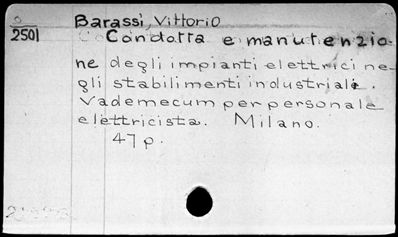 Barassi, Vittorio
2501
Condotta e manutenzio
ne degli impianti elettrici ne-
gli stabilimenti industriali.
Vademecum per personale
elettricista. Milano.
47 p.